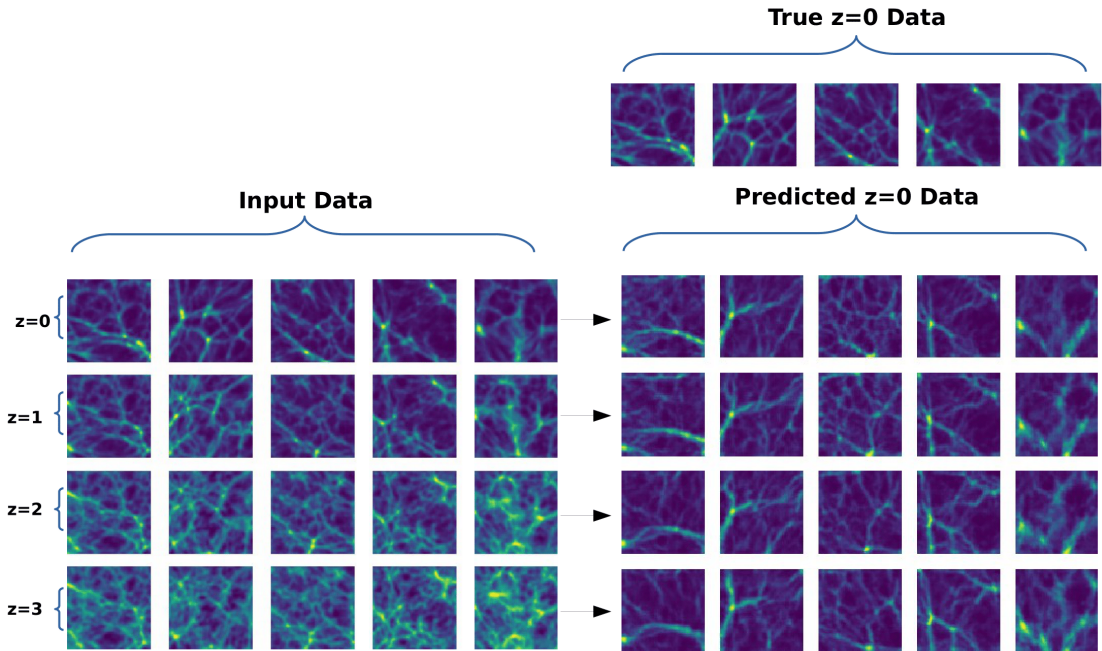 True z=0 Data
Input Data
Predicted z=0 Data
z=0
z=1
z=2
z=3